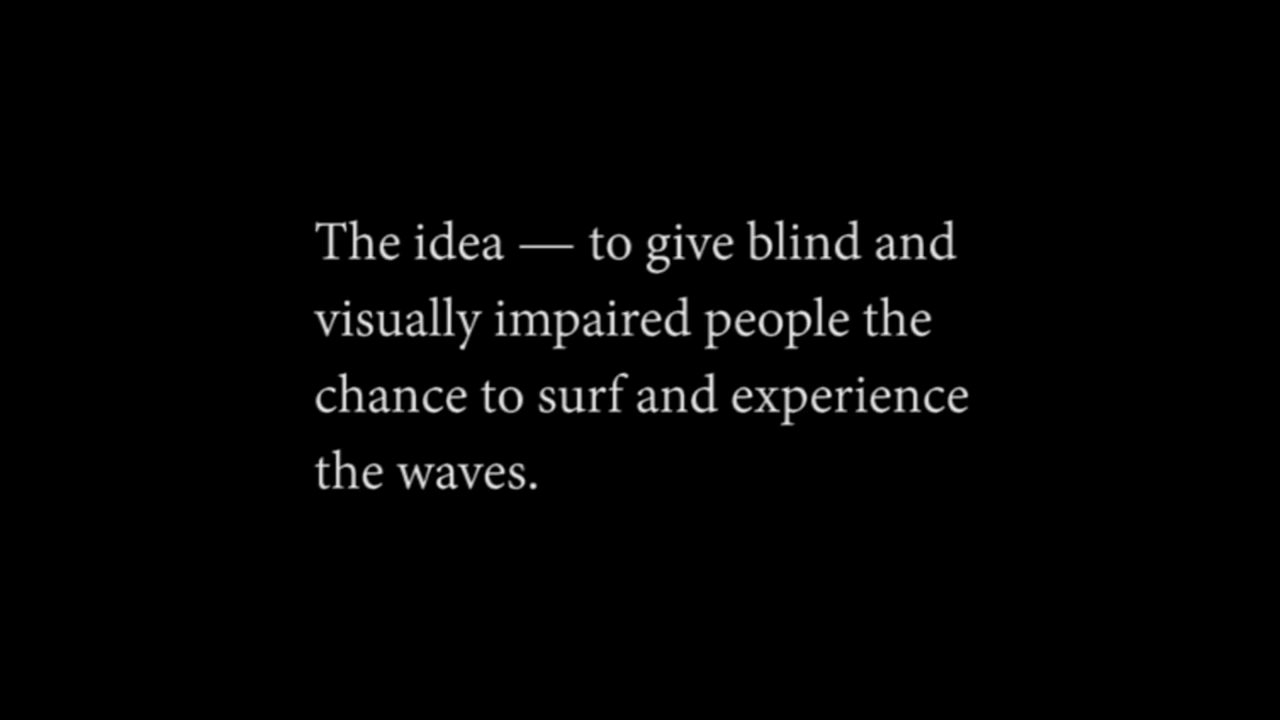 The idea — to give blind and
visually impaired people the
chance to surf and experience
the waves.